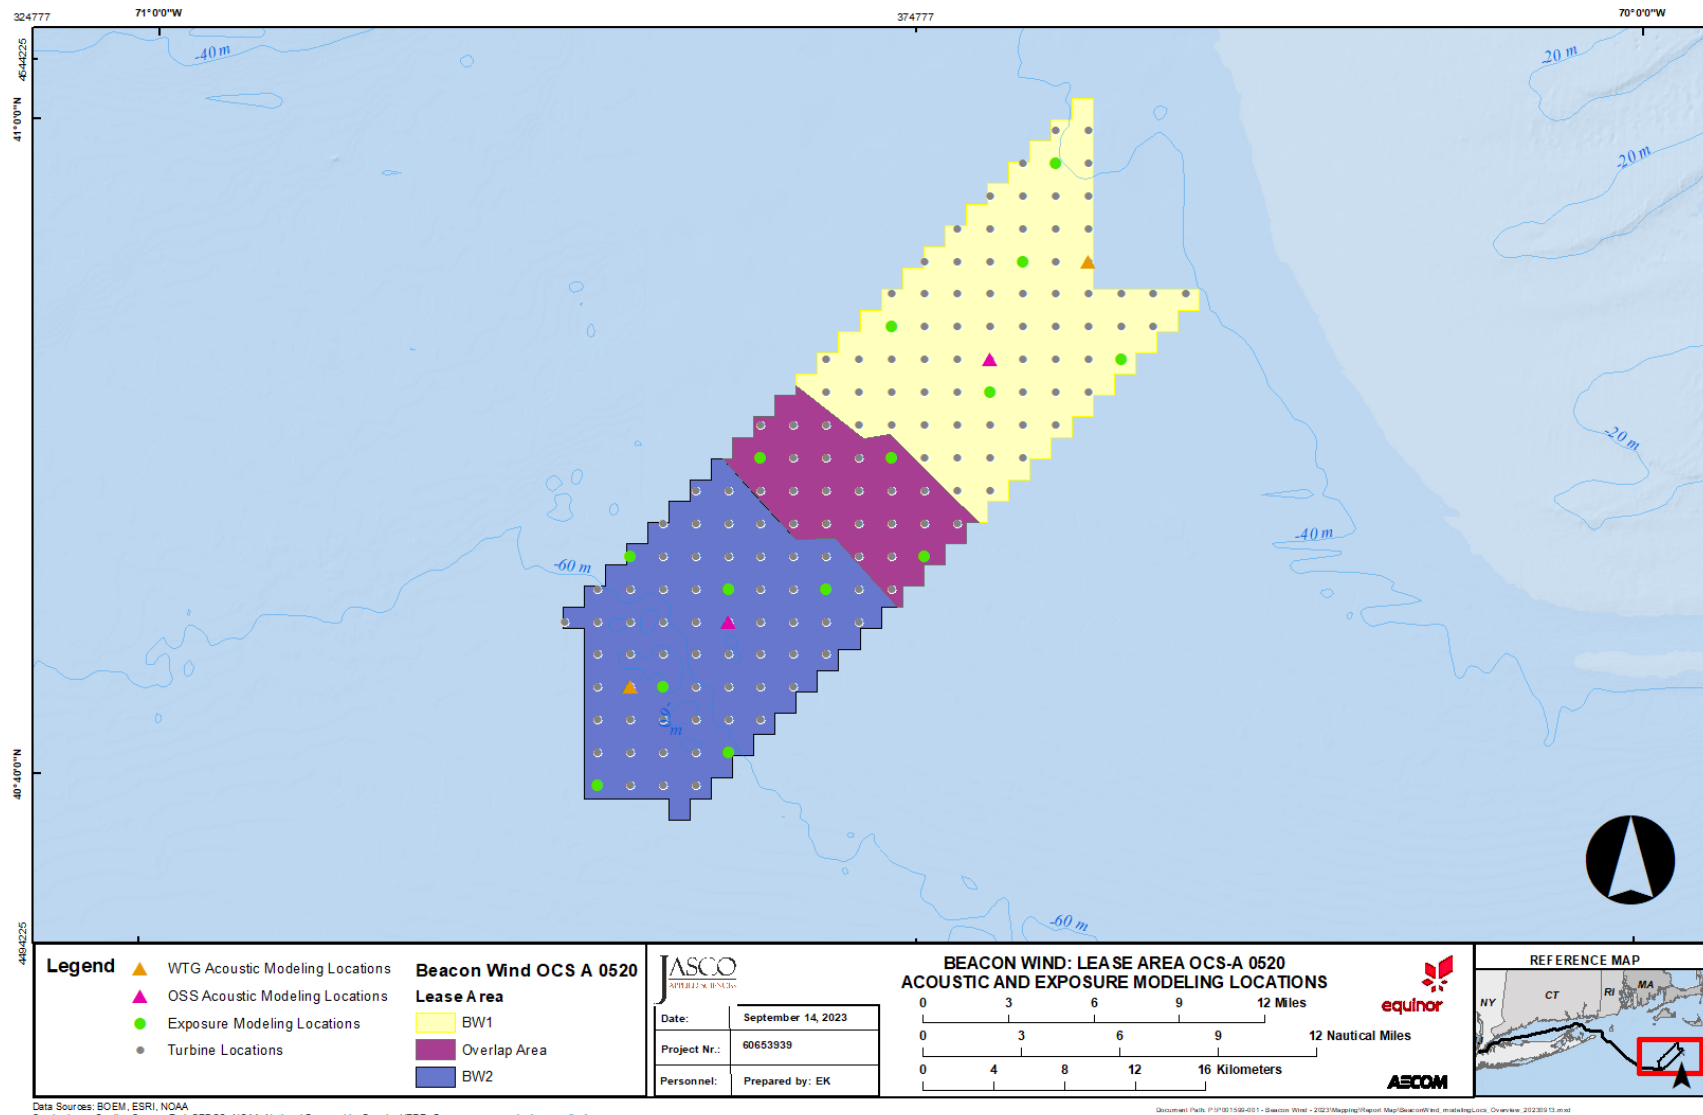 324777
71°0'0"W
374777
70°0'0"W
4544225
41°0'0"N
40°40'0"N
4494225
-40 m
-20 m
-20 m
-20 m
-40 m
-60 m
-60 m
-60 m
Legend
WTG Acoustic Modeling Locations
OSS Acoustic Modeling Locations
Exposure Modeling Locations
Turbine Locations
Beacon Wind OCS A 0520
Lease Area
BW1
Overlap Area
BW2
JASCO
APPLIED SCIENCES
Date: September 14, 2023
Project Nr.: 60653939
Personnel: Prepared by: EK
BEACON WIND: LEASE AREA OCS-A 0520
ACOUSTIC AND EXPOSURE MODELING LOCATIONS
0 3 6 9 12 Miles
0 3 6 9 12 Nautical Miles
0 4 8 12 16 Kilometers
equinor
AECOM
REFERENCE MAP
NY CT RI MA
Data Sources: BOEM, ESRI, NOAA